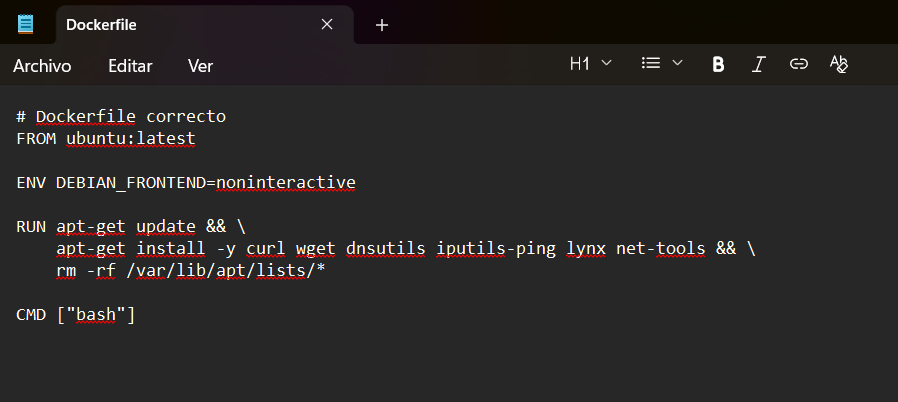 Dockerfile
Archivo Editar Ver H1 B I
# Dockerfile correcto
FROM ubuntu:latest
ENV DEBIAN_FRONTEND=noninteractive
RUN apt-get update && \
apt-get install -y curl wget dnsutils iputils-ping lynx net-tools && \
rm -rf /var/lib/apt/lists/*
CMD ["bash"]